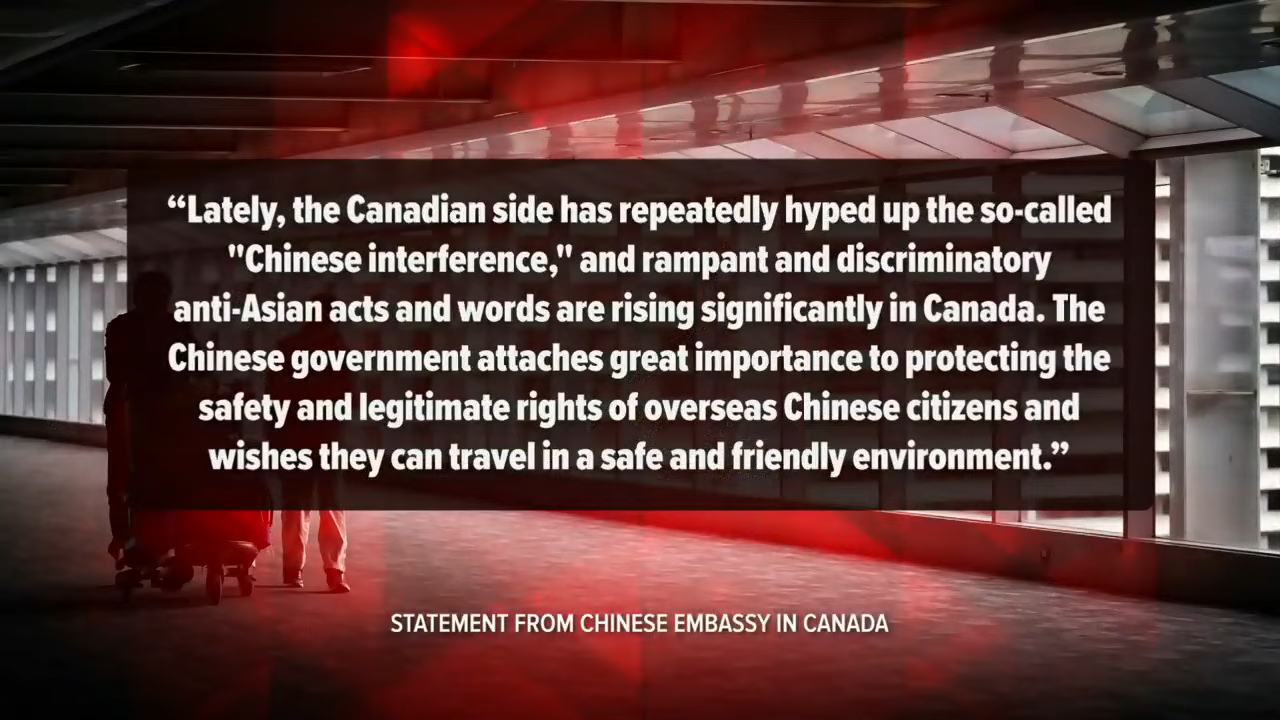 “Lately, the Canadian side has repeatedly hyped up the so-called
"Chinese interference," and rampant and discriminatory
anti-Asian acts and words are rising significantly in Canada. The
Chinese government attaches great importance to protecting the
safety and legitimate rights of overseas Chinese citizens and
wishes they can travel in a safe and friendly environment.”
STATEMENT FROM CHINESE EMBASSY IN CANADA